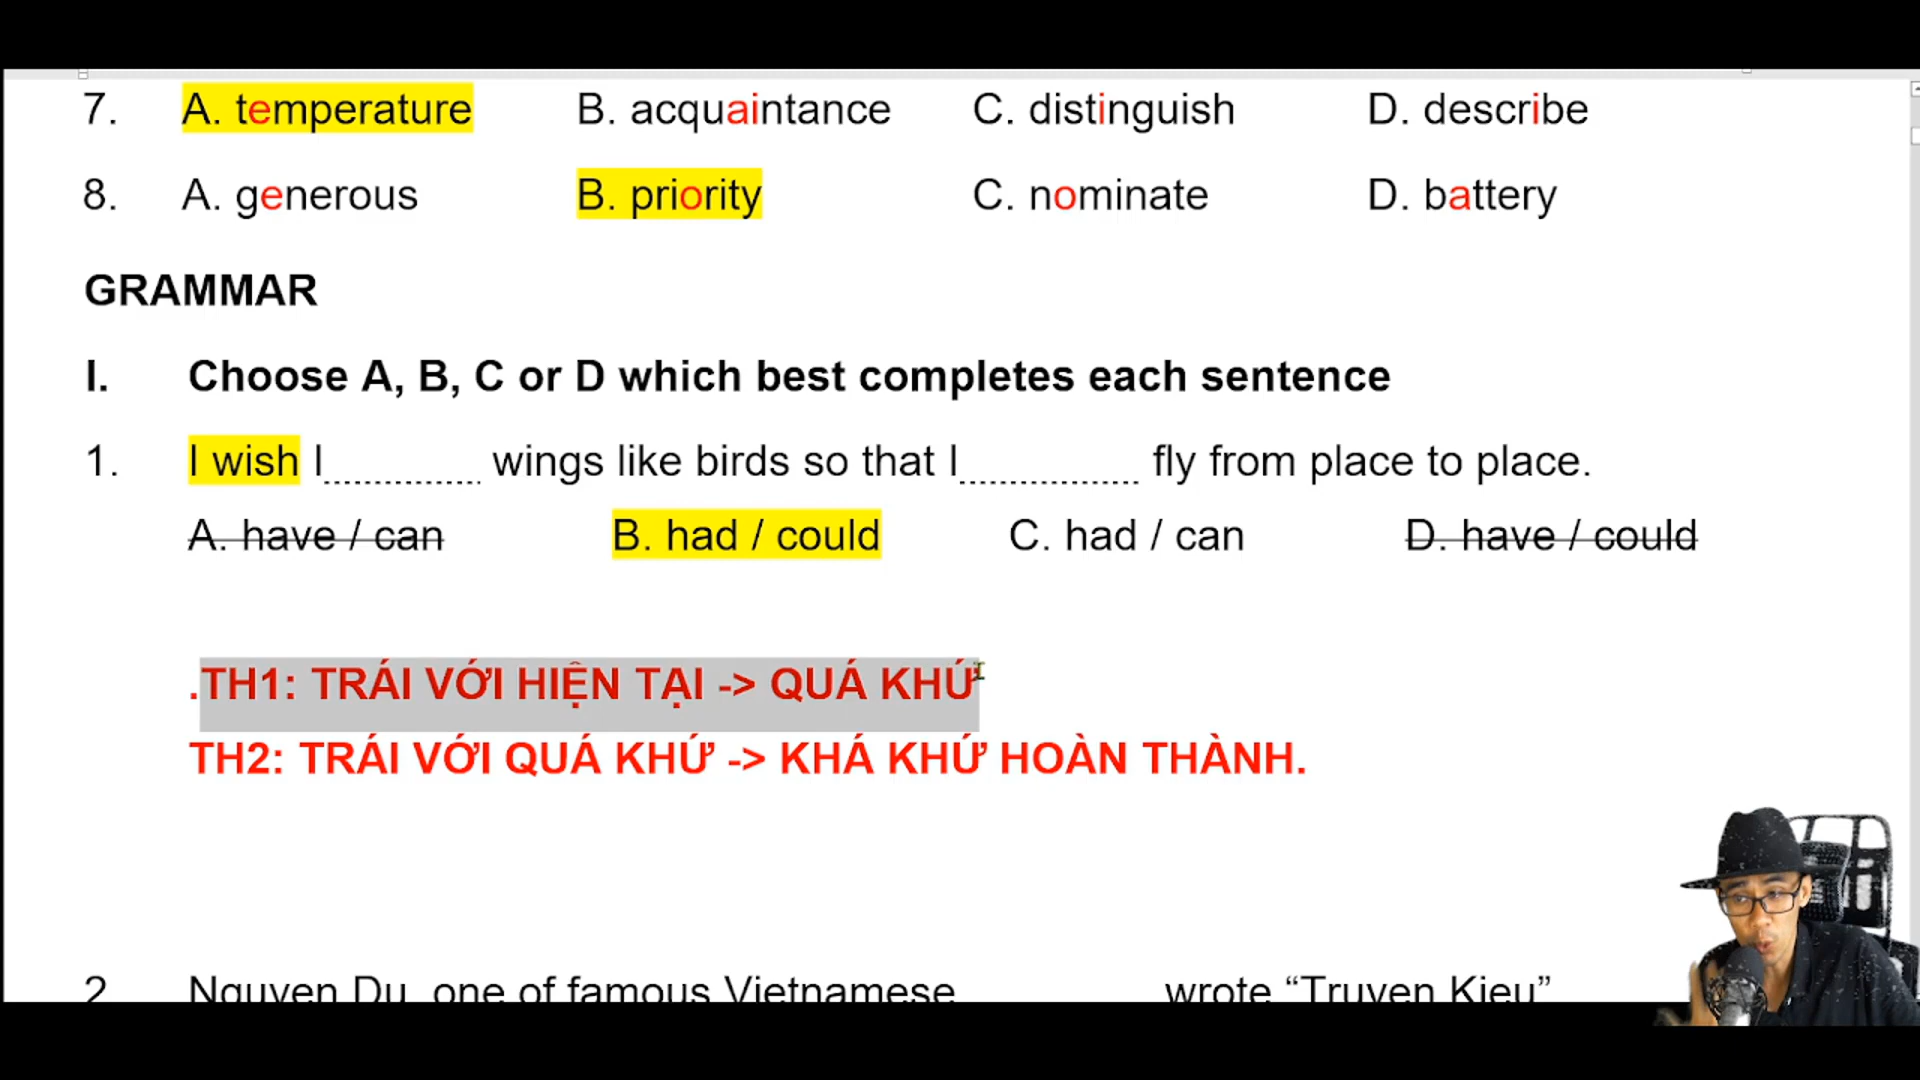 7. A. temperature B. acquaintance C. distinguish D. describe
8. A. generous B. priority C. nominate D. battery
GRAMMAR
I. Choose A, B, C or D which best completes each sentence
1. I wish I............. wings like birds so that I............... fly from place to place.
A. have / can B. had / could C. had / can D. have / could
.TH1: TRÁI VỚI HIỆN TẠI -> QUÁ KHỨ
TH2: TRÁI VỚI QUÁ KHỨ -> KHÁ KHỨ HOÀN THÀNH.
2 Nguyen Du, one of famous Vietnamese wrote “Truyen Kieu”